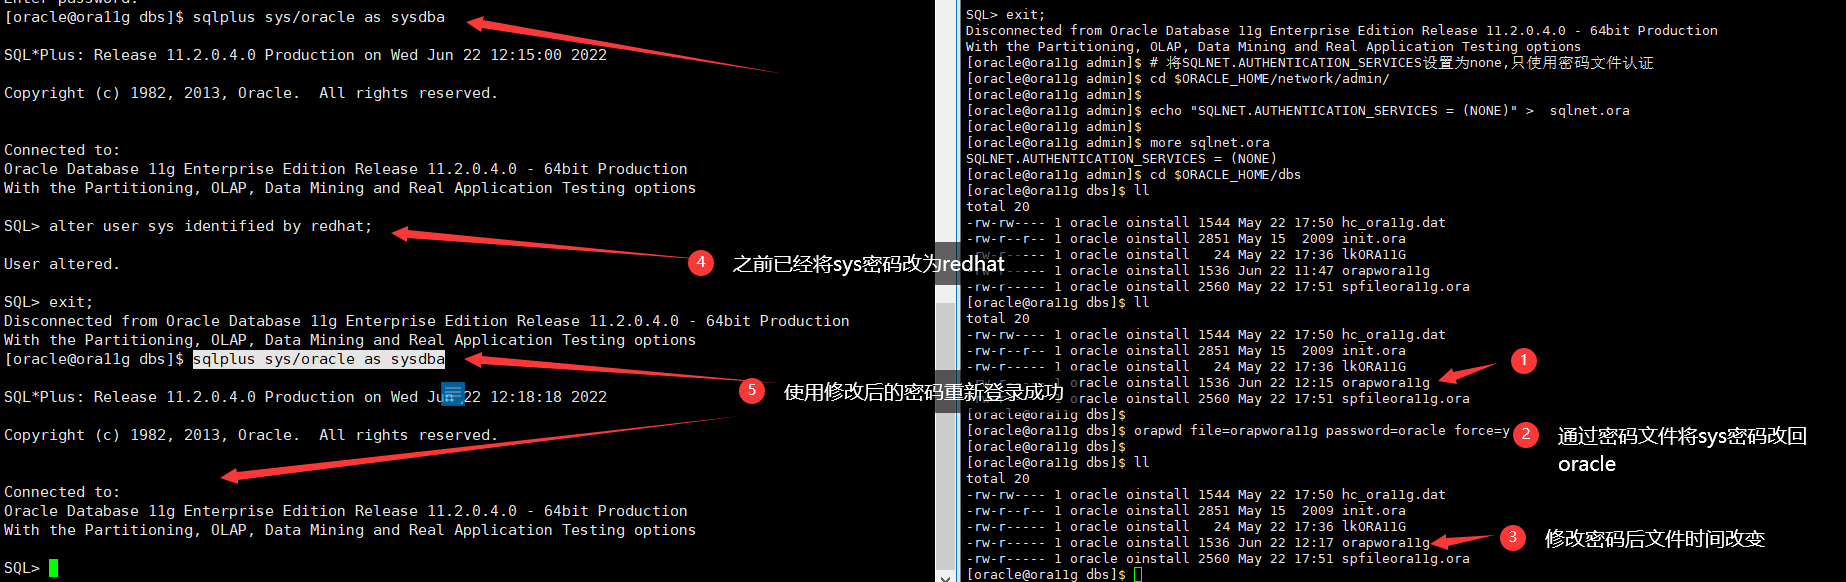 Enter password:
[oracle@ora11g dbs]$ sqlplus sys/oracle as sysdba
SQL*Plus: Release 11.2.0.4.0 Production on Wed Jun 22 12:15:00 2022
Copyright (c) 1982, 2013, Oracle.  All rights reserved.
Connected to:
Oracle Database 11g Enterprise Edition Release 11.2.0.4.0 - 64bit Production
With the Partitioning, OLAP, Data Mining and Real Application Testing options
SQL> alter user sys identified by redhat;
4 之前已经将sys密码改为redhat
User altered.
SQL> exit;
Disconnected from Oracle Database 11g Enterprise Edition Release 11.2.0.4.0 - 64bit Production
With the Partitioning, OLAP, Data Mining and Real Application Testing options
[oracle@ora11g dbs]$ sqlplus sys/oracle as sysdba
5 使用修改后的密码重新登录成功
SQL*Plus: Release 11.2.0.4.0 Production on Wed Jun 22 12:18:18 2022
Copyright (c) 1982, 2013, Oracle.  All rights reserved.
Connected to:
Oracle Database 11g Enterprise Edition Release 11.2.0.4.0 - 64bit Production
With the Partitioning, OLAP, Data Mining and Real Application Testing options
SQL>
SQL> exit;
Disconnected from Oracle Database 11g Enterprise Edition Release 11.2.0.4.0 - 64bit Production
With the Partitioning, OLAP, Data Mining and Real Application Testing options
[oracle@ora11g admin]$ # 将SQLNET.AUTHENTICATION_SERVICES设置为none,只使用密码文件认证
[oracle@ora11g admin]$ cd $ORACLE_HOME/network/admin/
[oracle@ora11g admin]$
[oracle@ora11g admin]$ echo "SQLNET.AUTHENTICATION_SERVICES = (NONE)" >  sqlnet.ora
[oracle@ora11g admin]$
[oracle@ora11g admin]$ more sqlnet.ora
SQLNET.AUTHENTICATION_SERVICES = (NONE)
[oracle@ora11g admin]$ cd $ORACLE_HOME/dbs
[oracle@ora11g dbs]$ ll
total 20
-rw-rw---- 1 oracle oinstall 1544 May 22 17:50 hc_ora11g.dat
-rw-r--r-- 1 oracle oinstall 2851 May 15  2009 init.ora
-rw-r----- 1 oracle oinstall   24 May 22 17:36 lkORA11G
-rw-r----- 1 oracle oinstall 1536 Jun 22 11:47 orapwora11g
-rw-r----- 1 oracle oinstall 2560 May 22 17:51 spfileora11g.ora
[oracle@ora11g dbs]$ ll
total 20
-rw-rw---- 1 oracle oinstall 1544 May 22 17:50 hc_ora11g.dat
-rw-r--r-- 1 oracle oinstall 2851 May 15  2009 init.ora
-rw-r----- 1 oracle oinstall   24 May 22 17:36 lkORA11G
-rw-r----- 1 oracle oinstall 1536 Jun 22 12:15 orapwora11g
1
-rw-r----- 1 oracle oinstall 2560 May 22 17:51 spfileora11g.ora
[oracle@ora11g dbs]$
[oracle@ora11g dbs]$ orapwd file=orapwora11g password=oracle force=y
2 通过密码文件将sys密码改回
oracle
[oracle@ora11g dbs]$
[oracle@ora11g dbs]$ ll
total 20
-rw-rw---- 1 oracle oinstall 1544 May 22 17:50 hc_ora11g.dat
-rw-r--r-- 1 oracle oinstall 2851 May 15  2009 init.ora
-rw-r----- 1 oracle oinstall   24 May 22 17:36 lkORA11G
-rw-r----- 1 oracle oinstall 1536 Jun 22 12:17 orapwora11g
3 修改密码后文件时间改变
-rw-r----- 1 oracle oinstall 2560 May 22 17:51 spfileora11g.ora
[oracle@ora11g dbs]$